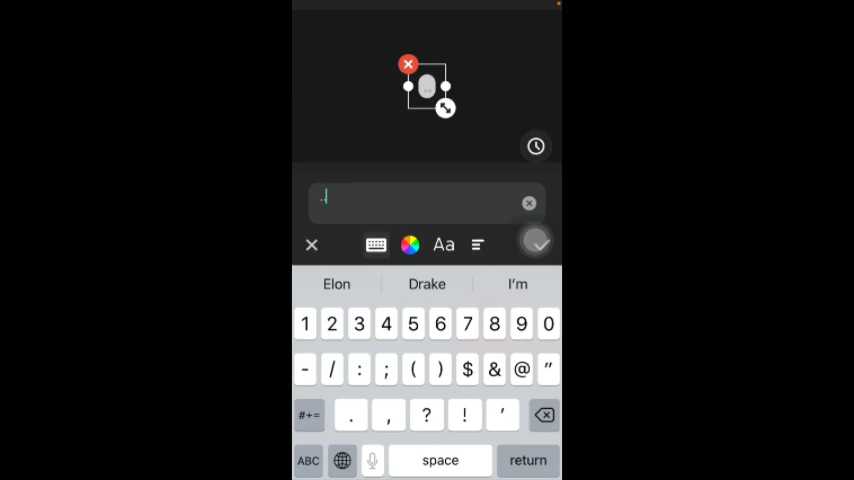 ..
..
Aa
Elon Drake I'm
1 2 3 4 5 6 7 8 9 0
- / : ; ( ) $ & @ "
#+= . , ? ! '
ABC space return